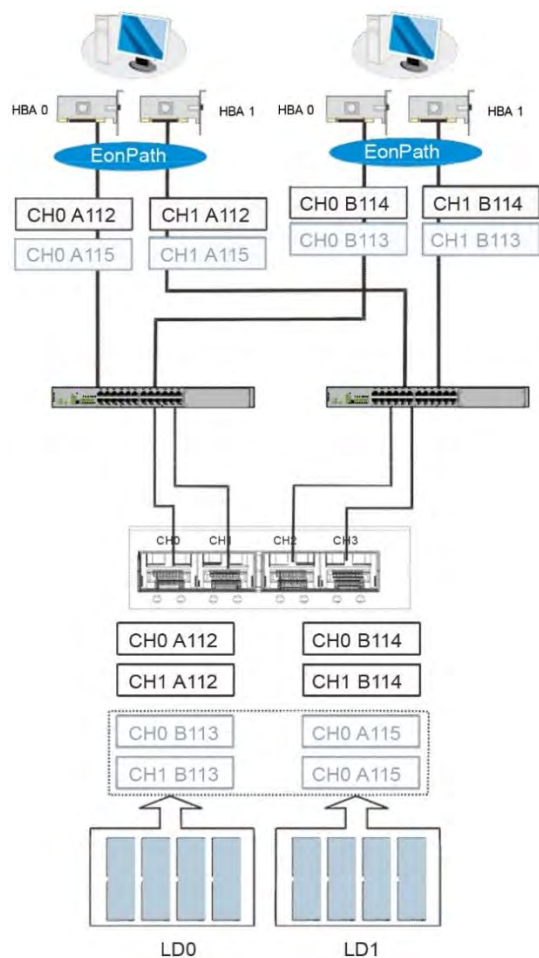 HBA 0 HBA 1 HBA 0 HBA 1
EonPath EonPath
CH0 A112 CH1 A112 CH0 B114 CH1 B114
CH0 A115 CH1 A115 CH0 B113 CH1 B113
CH0 CH1 CH2 CH3
CH0 A112 CH0 B114
CH1 A112 CH1 B114
CH0 B113 CH0 A115
CH1 B113 CH0 A115
LD0 LD1